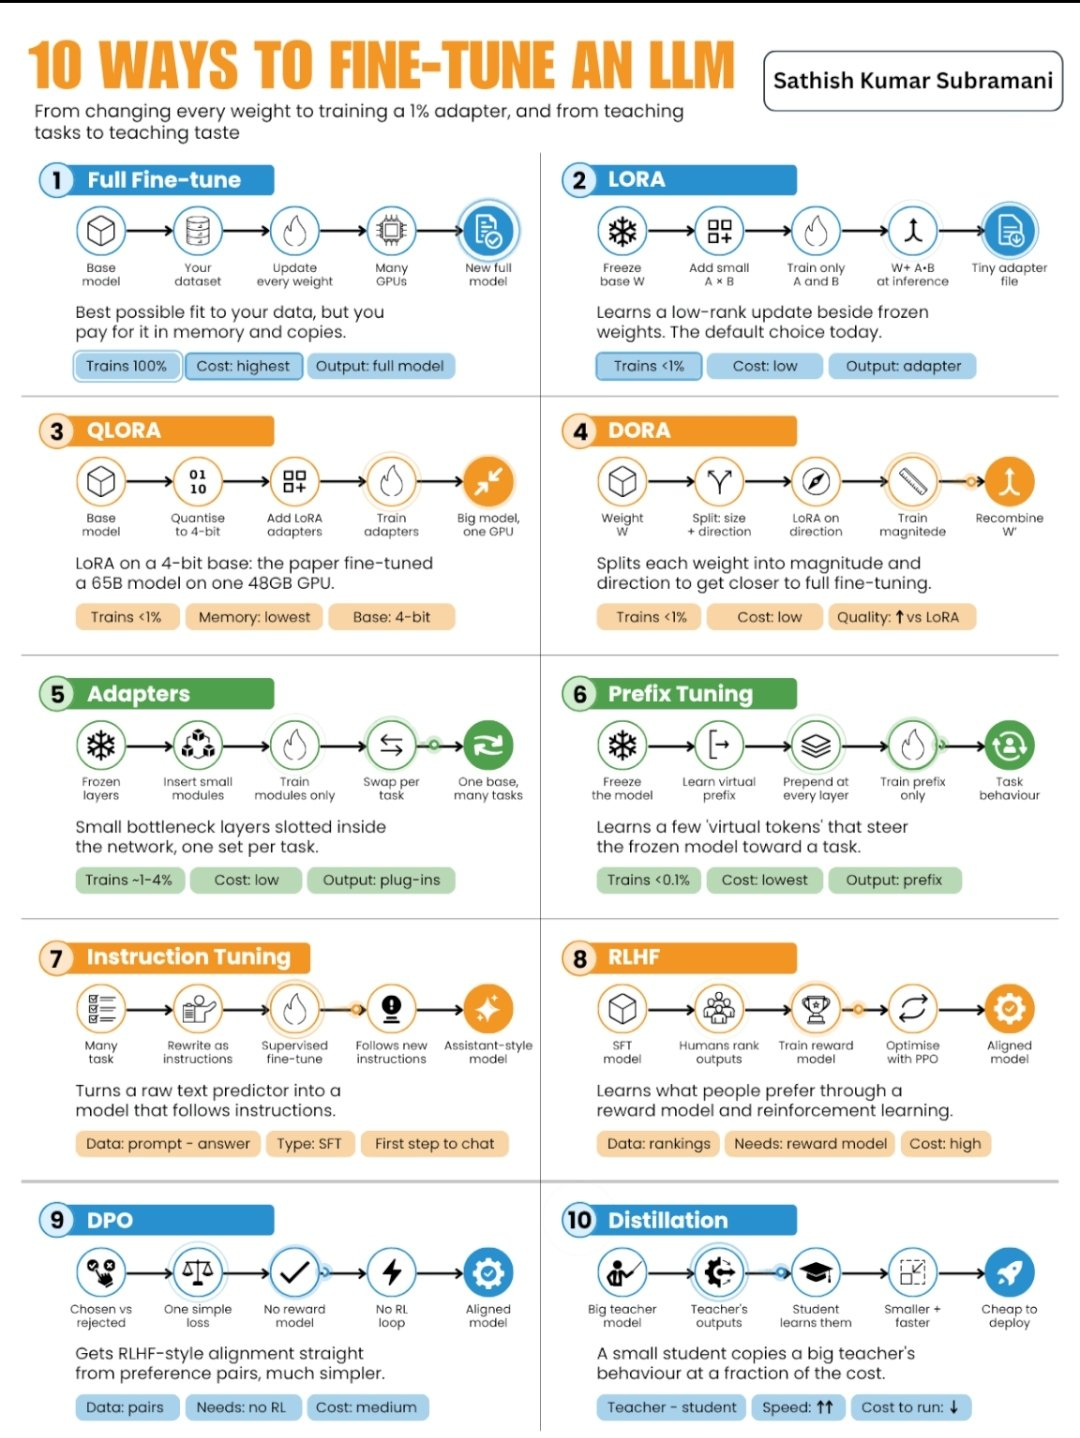 10 WAYS TO FINE-TUNE AN LLM
Sathish Kumar Subramani
From changing every weight to training a 1% adapter, and from teaching
tasks to teaching taste
1 Full Fine-tune
Base
model
Your
dataset
Update
every weight
Many
GPUs
New full
model
Best possible fit to your data, but you
pay for it in memory and copies.
Trains 100%
Cost: highest
Output: full model
2 LORA
Freeze
base W
Add small
A × B
Train only
A and B
W+ A•B
at inference
Tiny adapter
file
Learns a low-rank update beside frozen
weights. The default choice today.
Trains <1%
Cost: low
Output: adapter
3 QLORA
Base
model
01
10
Quantise
to 4-bit
Add LoRA
adapters
Train
adapters
Big model,
one GPU
LoRA on a 4-bit base: the paper fine-tuned
a 65B model on one 48GB GPU.
Trains <1%
Memory: lowest
Base: 4-bit
4 DORA
Weight
W
Split: size
+ direction
LoRA on
direction
Train
magnitede
Recombine
W'
Splits each weight into magnitude and
direction to get closer to full fine-tuning.
Trains <1%
Cost: low
Quality: ↑ vs LoRA
5 Adapters
Frozen
layers
Insert small
modules
Train
modules only
Swap per
task
One base,
many tasks
Small bottleneck layers slotted inside
the network, one set per task.
Trains ~1-4%
Cost: low
Output: plug-ins
6 Prefix Tuning
Freeze
the model
Learn virtual
prefix
Prepend at
every layer
Train prefix
only
Task
behaviour
Learns a few 'virtual tokens' that steer
the frozen model toward a task.
Trains <0.1%
Cost: lowest
Output: prefix
7 Instruction Tuning
Many
task
Rewrite as
instructions
Supervised
fine-tune
Follows new
instructions
Assistant-style
model
Turns a raw text predictor into a
model that follows instructions.
Data: prompt - answer
Type: SFT
First step to chat
8 RLHF
SFT
model
Humans rank
outputs
Train reward
model
Optimise
with PPO
Aligned
model
Learns what people prefer through a
reward model and reinforcement learning.
Data: rankings
Needs: reward model
Cost: high
9 DPO
Chosen vs
rejected
One simple
loss
No reward
model
No RL
loop
Aligned
model
Gets RLHF-style alignment straight
from preference pairs, much simpler.
Data: pairs
Needs: no RL
Cost: medium
10 Distillation
Big teacher
model
Teacher's
outputs
Student
learns them
Smaller +
faster
Cheap to
deploy
A small student copies a big teacher's
behaviour at a fraction of the cost.
Teacher - student
Speed: ↑↑
Cost to run: ↓